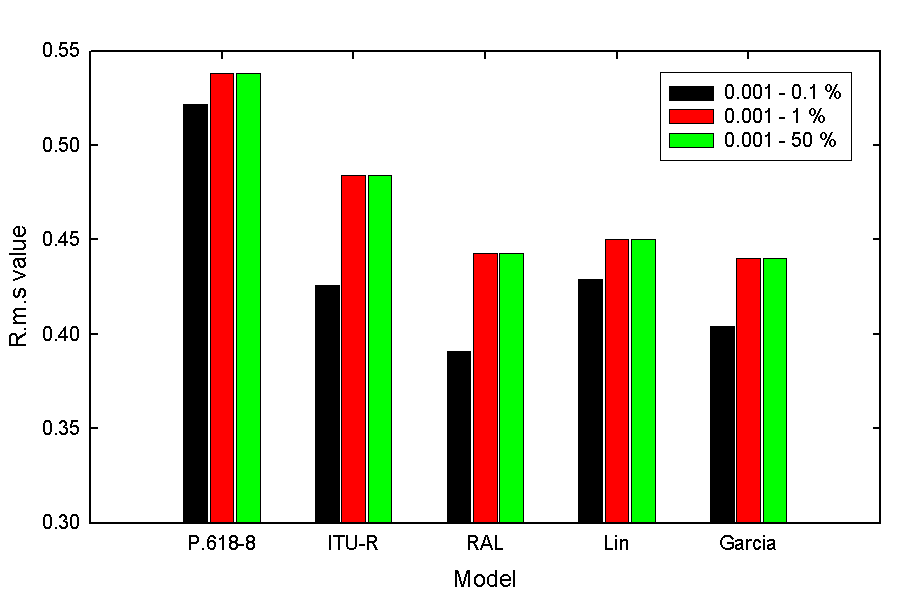 0.55
0.50
0.45
0.40
0.35
0.30
R.m.s value
0.001 - 0.1 %
0.001 - 1 %
0.001 - 50 %
P.618-8 ITU-R RAL Lin Garcia
Model